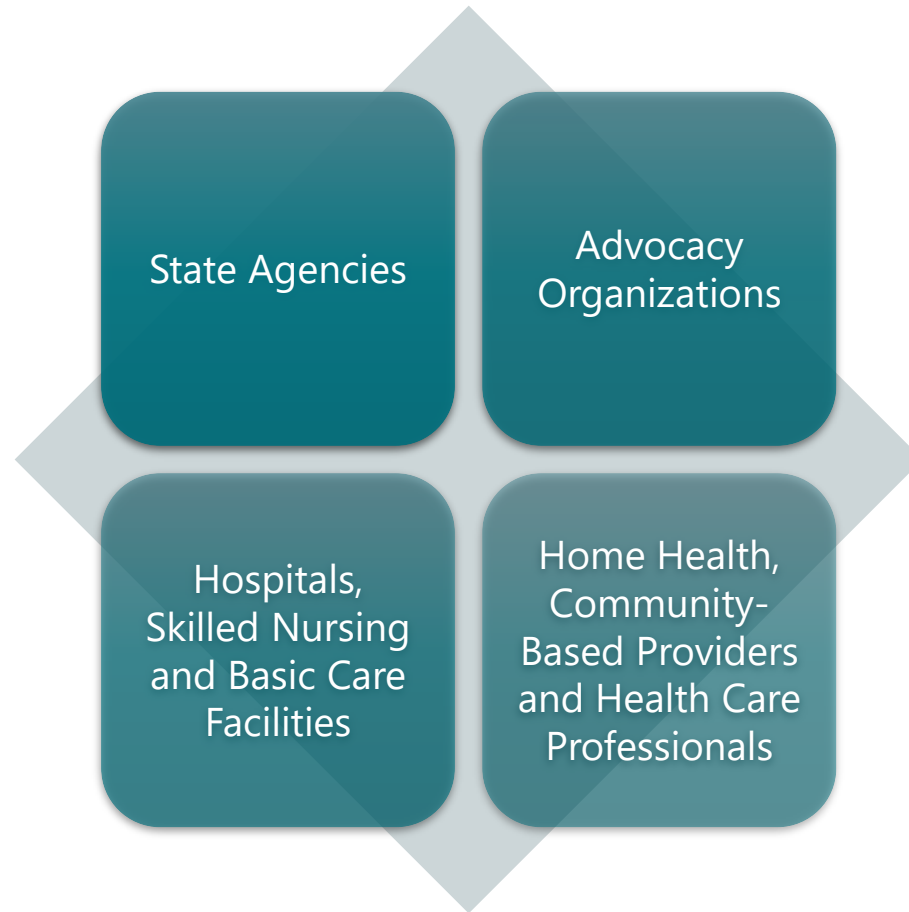 State Agencies
Advocacy
Organizations
Hospitals,
Skilled Nursing
and Basic Care
Facilities
Home Health,
Community-
Based Providers
and Health Care
Professionals